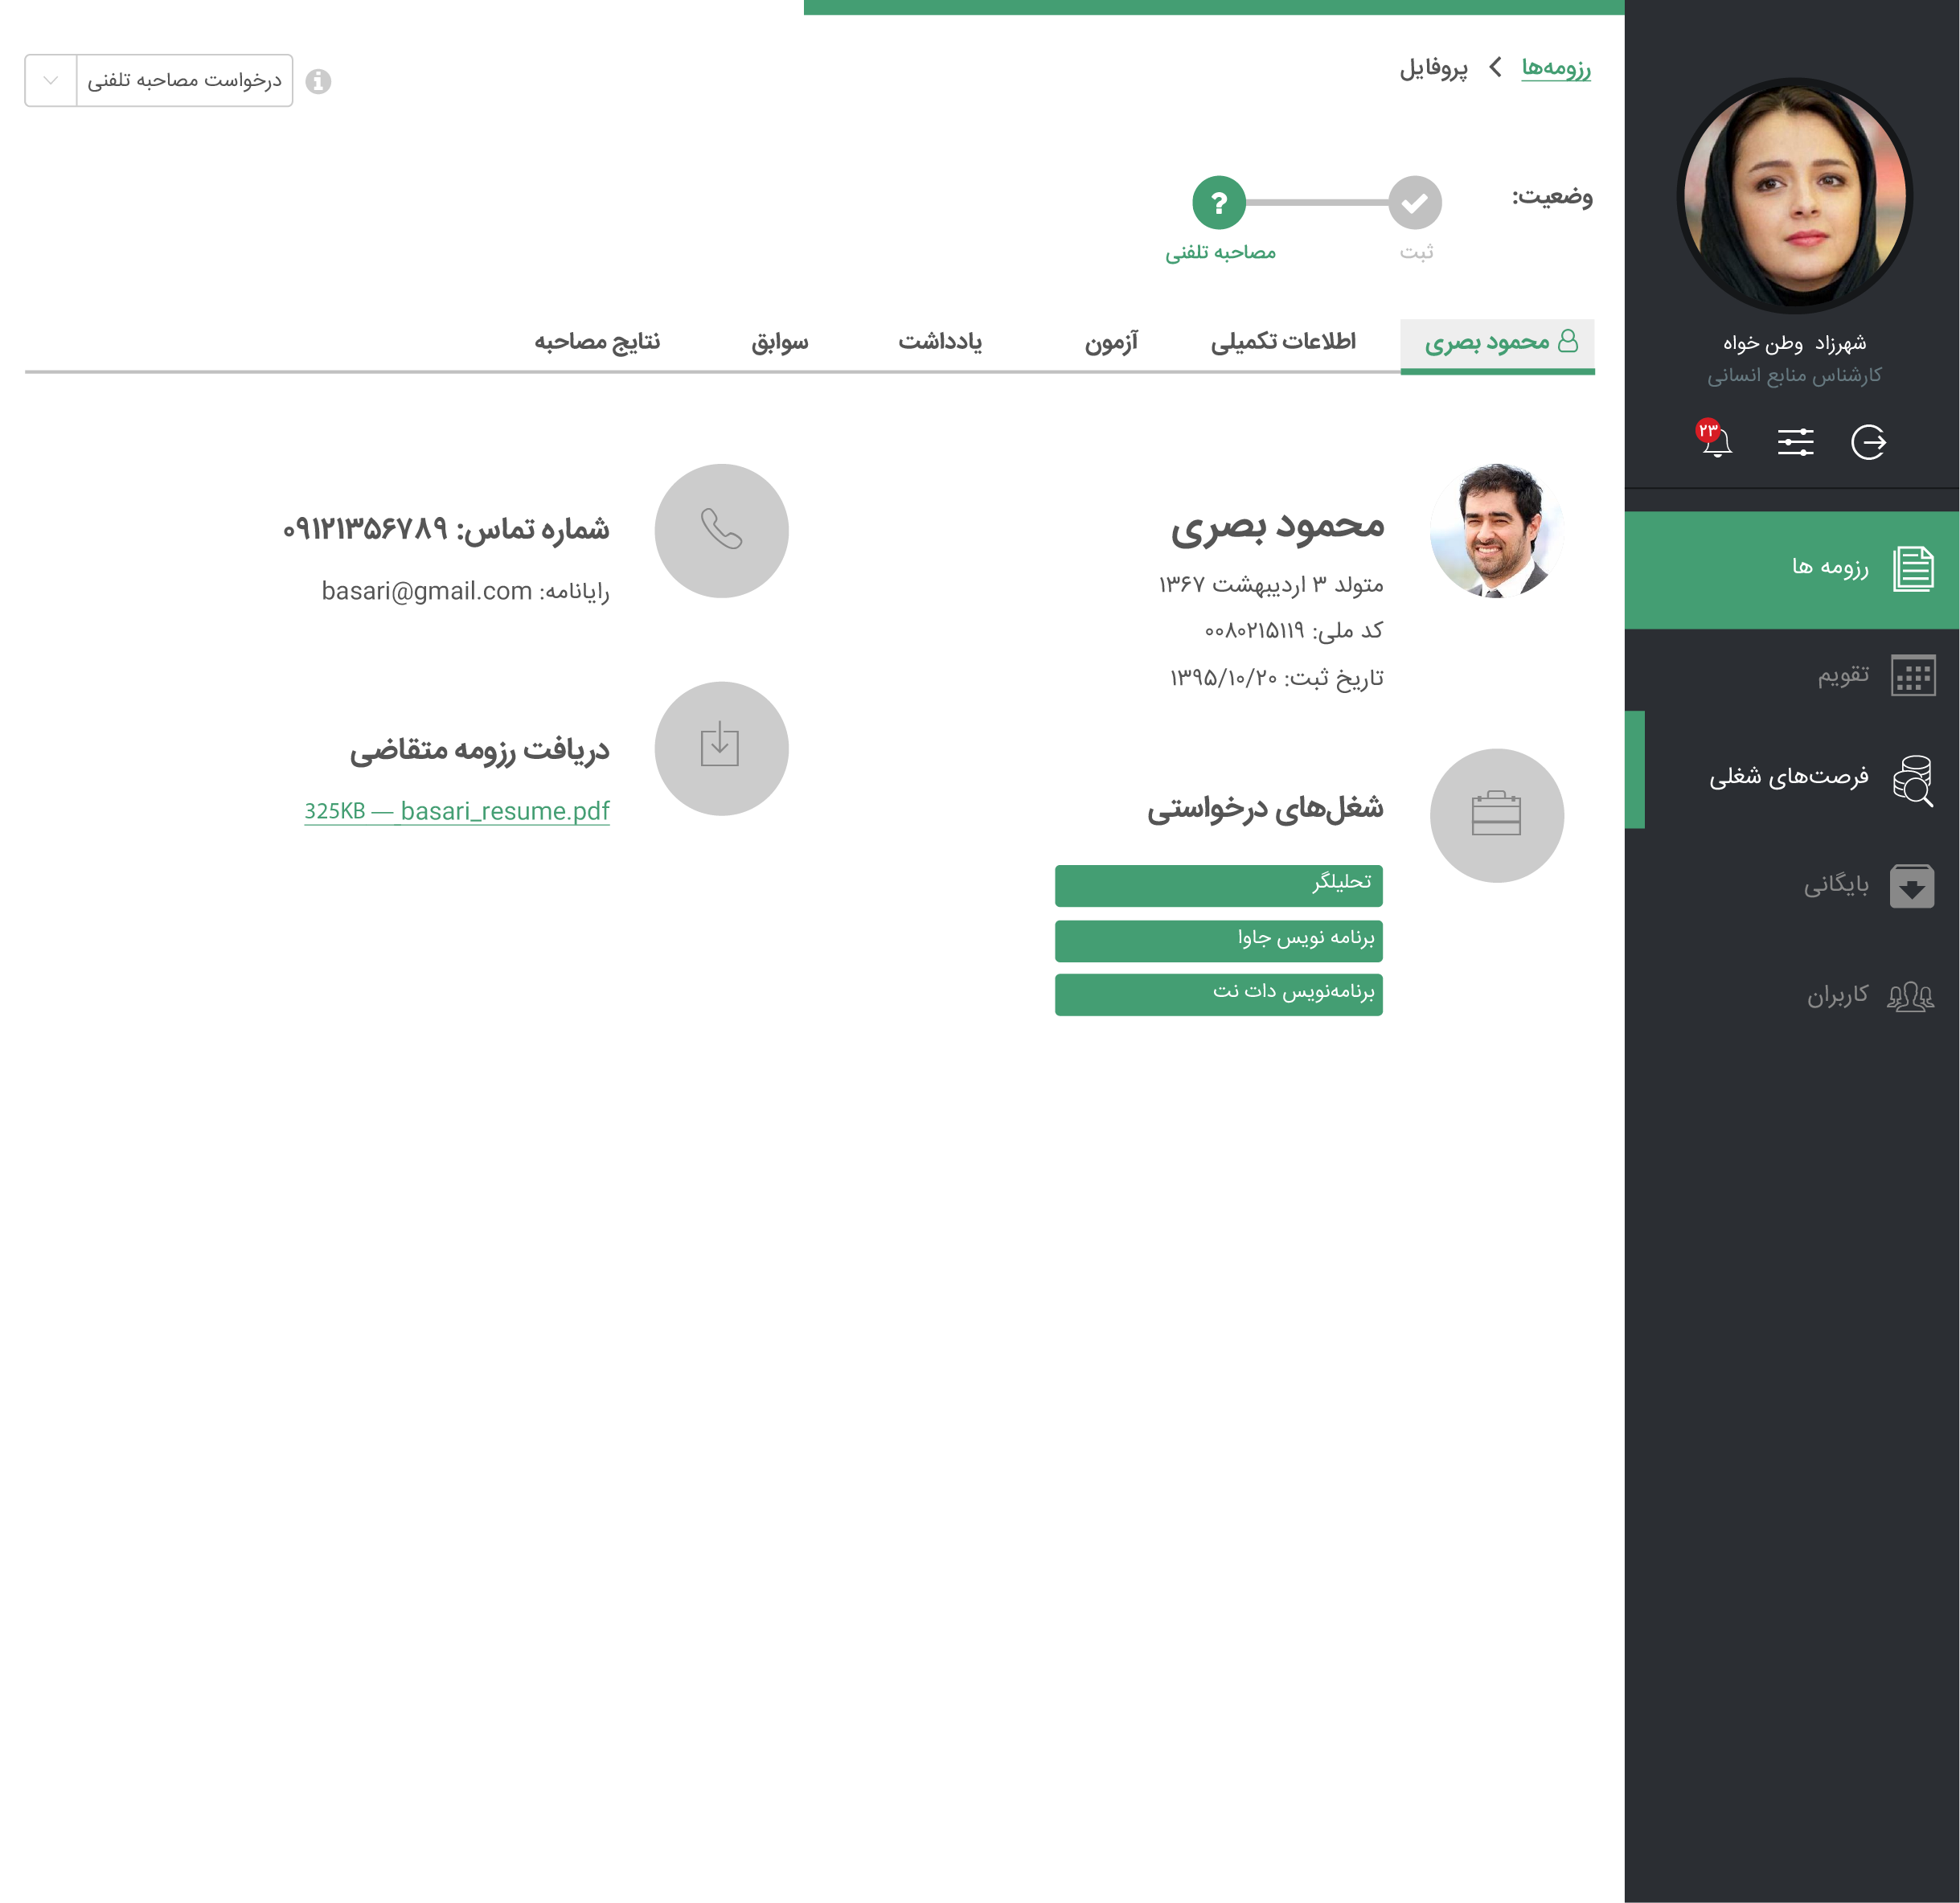 رزومه‌ها
پروفایل
درخواست مصاحبه تلفنی
وضعیت:
ثبت
مصاحبه تلفنی
محمود بصری
اطلاعات تکمیلی
آزمون
یادداشت
سوابق
نتایج مصاحبه
محمود بصری
متولد ۳ اردیبهشت ۱۳۶۷
کد ملی: ۰۰۸۰۲۱۵۱۱۹
تاریخ ثبت: ۱۳۹۵/۱۰/۲۰
شغل‌های درخواستی
تحلیلگر
برنامه نویس جاوا
برنامه‌نویس دات نت
شماره تماس: ۰۹۱۲۱۳۵۶۷۸۹
رایانامه: basari@gmail.com
دریافت رزومه متقاضی
325KB — basari_resume.pdf
شهرزاد وطن خواه
کارشناس منابع انسانی
۲۳
رزومه ها
تقویم
فرصت‌های شغلی
بایگانی
کاربران